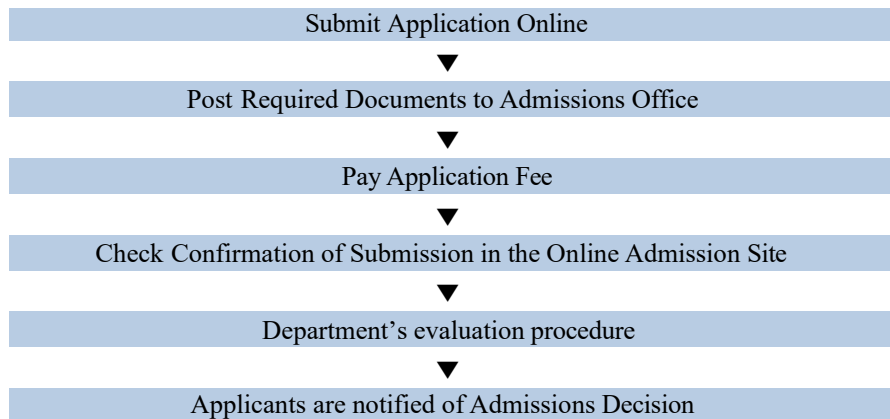 Submit Application Online
▼
Post Required Documents to Admissions Office
▼
Pay Application Fee
▼
Check Confirmation of Submission in the Online Admission Site
▼
Department’s evaluation procedure
▼
Applicants are notified of Admissions Decision